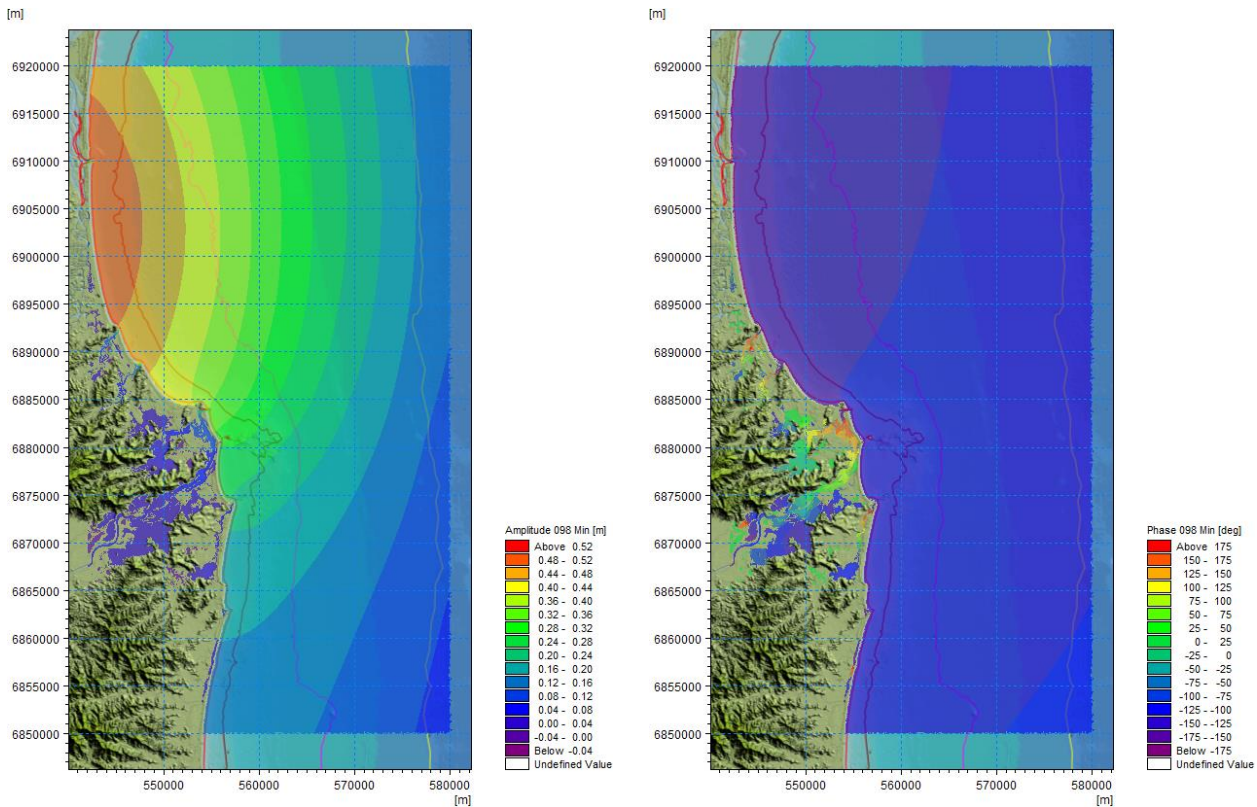 [m]
6920000
6915000
6910000
6905000
6900000
6895000
6890000
6885000
6880000
6875000
6870000
6865000
6860000
6855000
6850000
550000 560000 570000 580000
[m]
Amplitude 098 Min [m]
Above 0.52
0.48 - 0.52
0.44 - 0.48
0.40 - 0.44
0.36 - 0.40
0.32 - 0.36
0.28 - 0.32
0.24 - 0.28
0.20 - 0.24
0.16 - 0.20
0.12 - 0.16
0.08 - 0.12
0.04 - 0.08
0.00 - 0.04
-0.04 - 0.00
Below -0.04
Undefined Value
[m]
6920000
6915000
6910000
6905000
6900000
6895000
6890000
6885000
6880000
6875000
6870000
6865000
6860000
6855000
6850000
550000 560000 570000 580000
[m]
Phase 098 Min [deg]
Above 175
150 - 175
125 - 150
100 - 125
75 - 100
50 - 75
25 - 50
0 - 25
-25 - 0
-50 - -25
-75 - -50
-100 - -75
-125 - -100
-150 - -125
-175 - -150
Below -175
Undefined Value